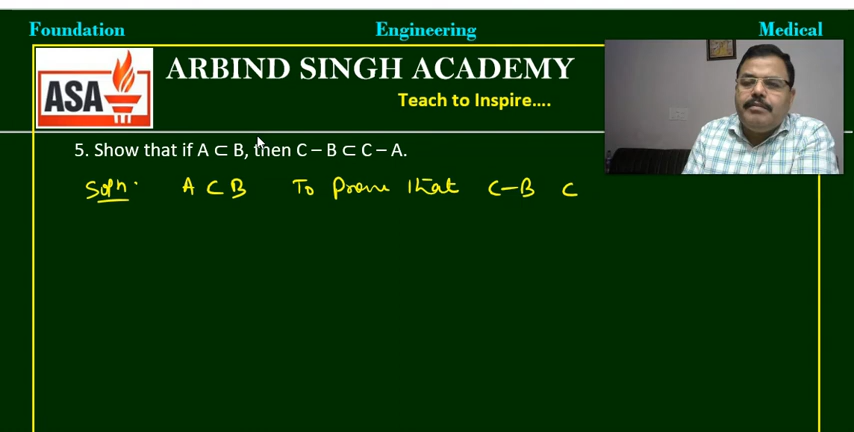 Foundation Engineering Medical
ASA
ARBIND SINGH ACADEMY
Teach to Inspire....
5. Show that if A ⊂ B, then C – B ⊂ C – A.
Soln. A ⊂ B To Prove that C–B ⊂